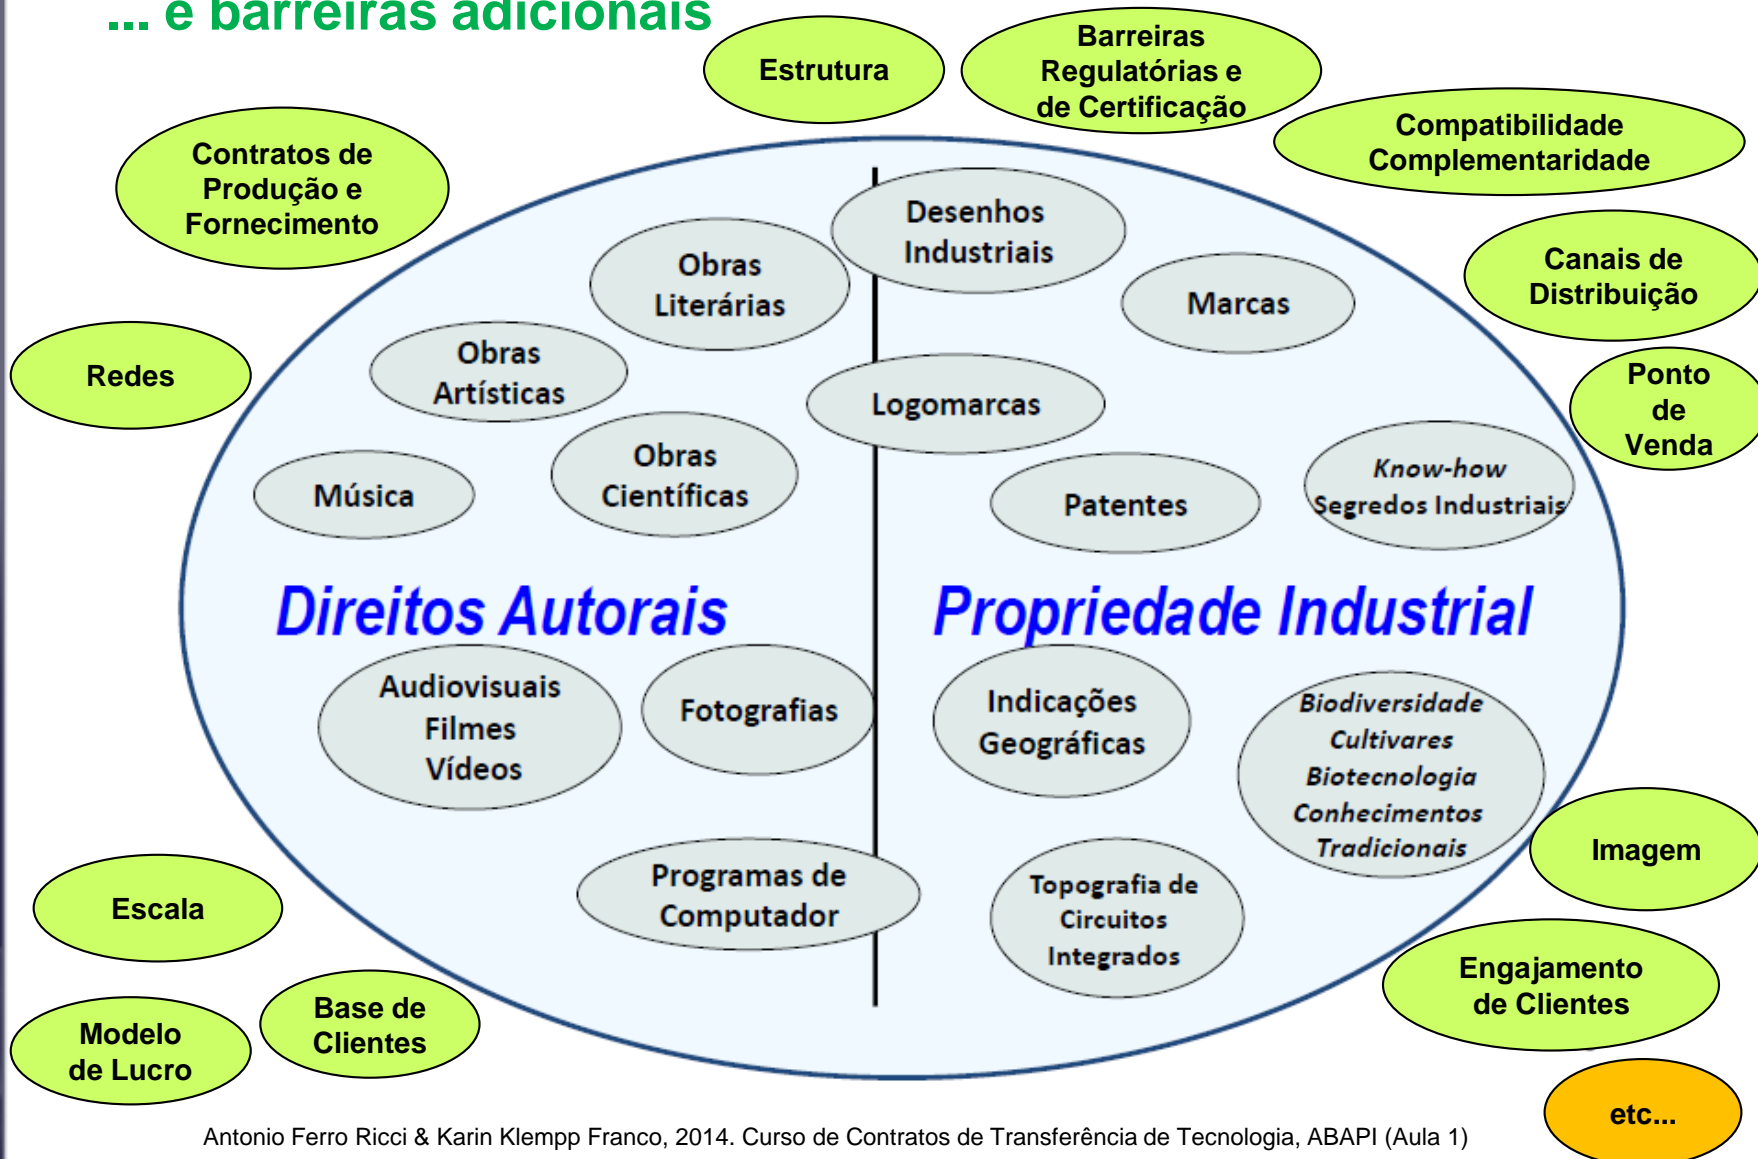 ... e barreiras adicionais
Estrutura
Barreiras
Regulatórias e
de Certificação
Compatibilidade
Complementaridade
Contratos de
Produção e
Fornecimento
Canais de
Distribuição
Redes
Ponto
de
Venda
Desenhos
Industriais
Obras
Literárias
Marcas
Obras
Artísticas
Logomarcas
Obras
Científicas
Música
Patentes
Know-how
Segredos Industriais
Direitos Autorais
Propriedade Industrial
Audiovisuais
Filmes
Vídeos
Fotografias
Indicações
Geográficas
Biodiversidade
Cultivares
Biotecnologia
Conhecimentos
Tradicionais
Programas de
Computador
Topografia de
Circuitos
Integrados
Imagem
Escala
Engajamento
de Clientes
Base de
Clientes
Modelo
de Lucro
etc...
Antonio Ferro Ricci & Karin Klempp Franco, 2014. Curso de Contratos de Transferência de Tecnologia, ABAPI (Aula 1)